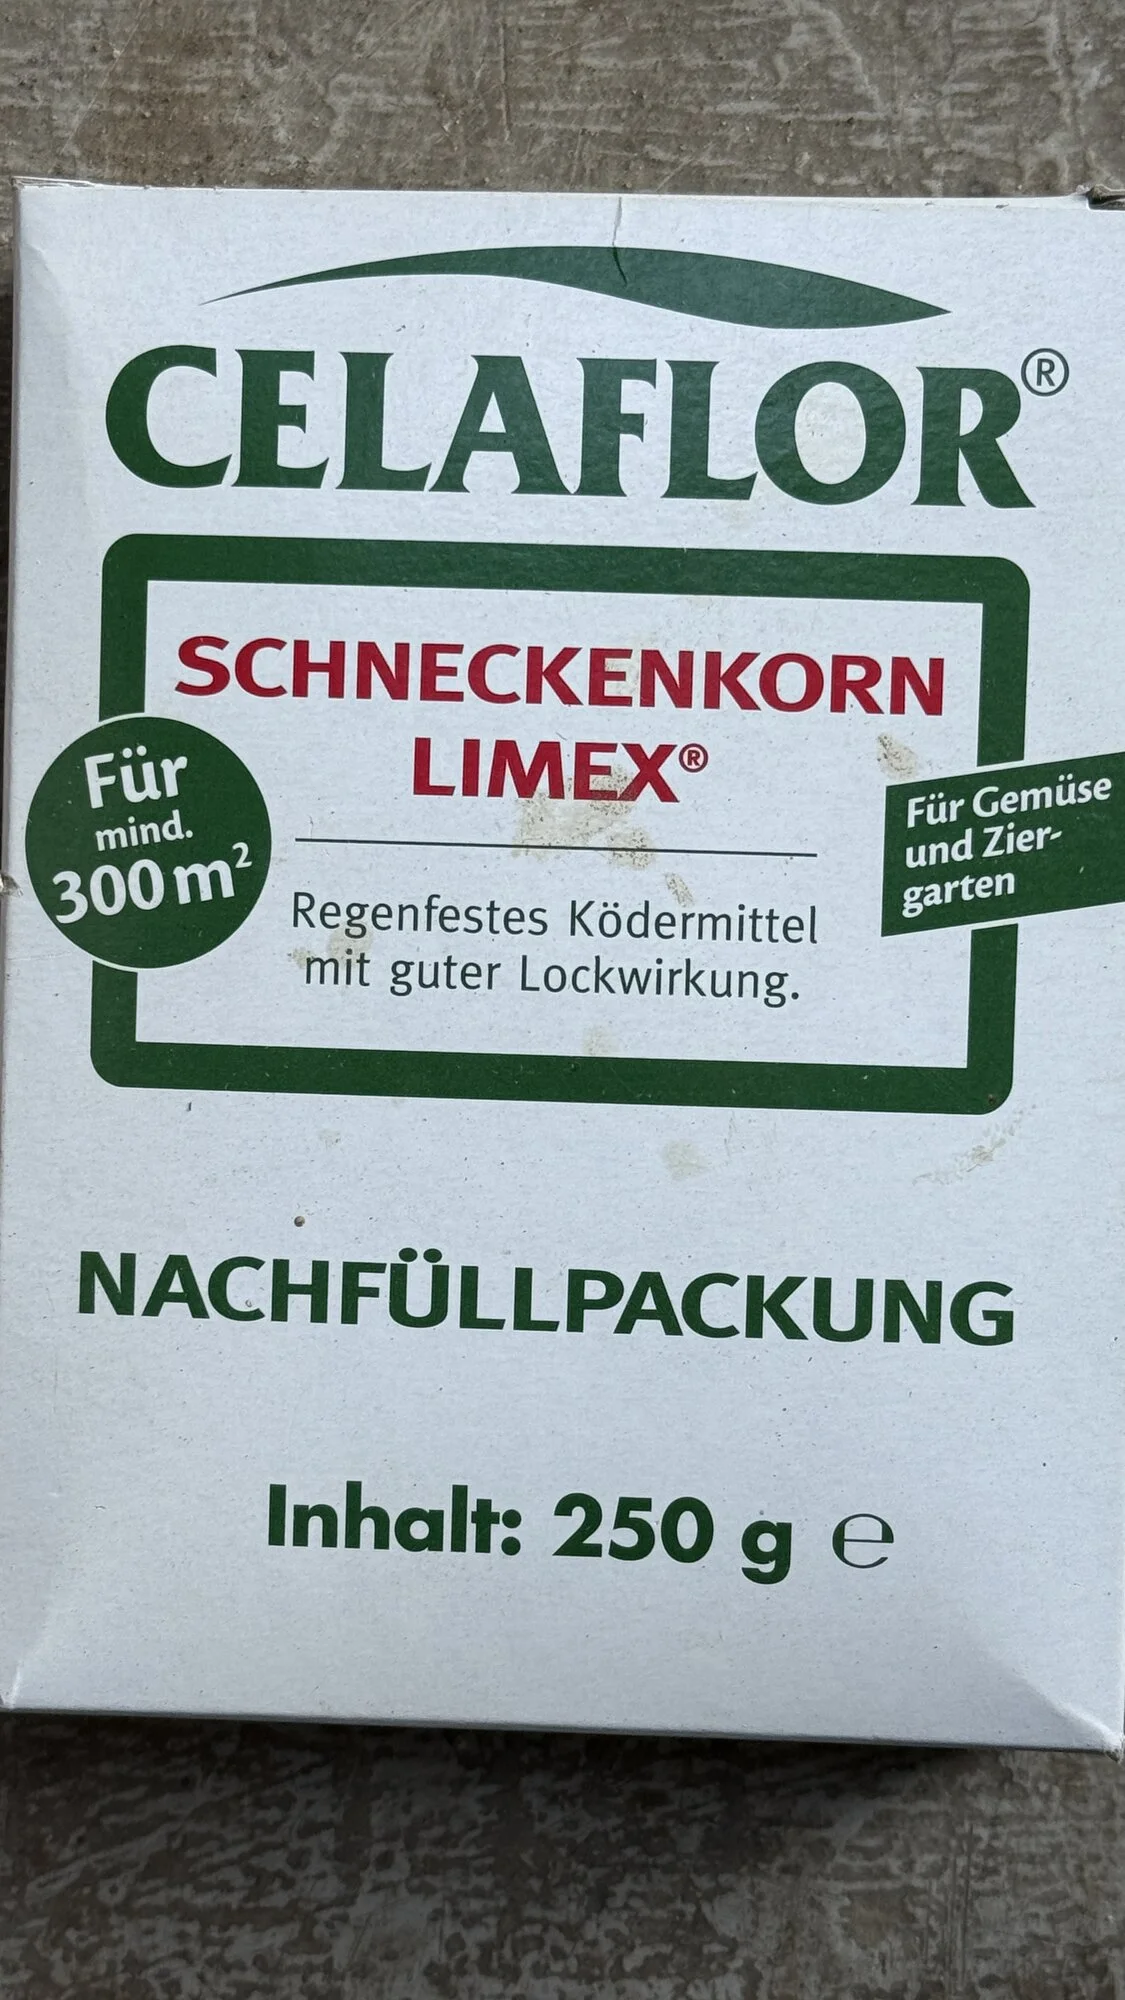 CELAFLOR®
SCHNECKENKORN
LIMEX®
Für
mind.
300 m²
Für Gemüse
und Zier-
garten
Regenfestes Ködermittel
mit guter Lockwirkung.
NACHFÜLLPACKUNG
Inhalt: 250 g ℮